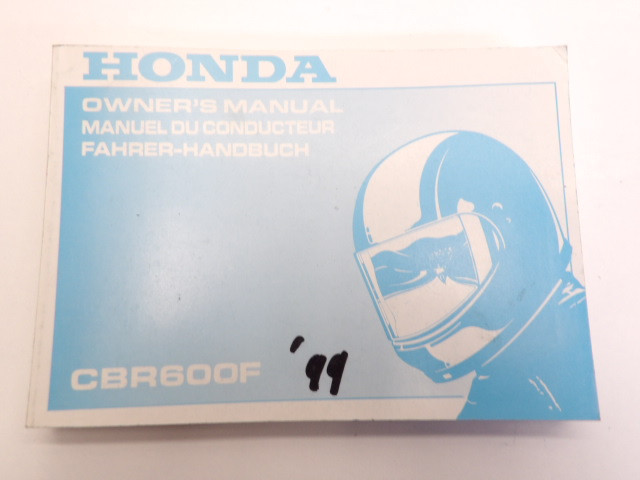 HONDA
OWNER'S MANUAL
MANUEL DU CONDUCTEUR
FAHRER-HANDBUCH
CBR600F '99